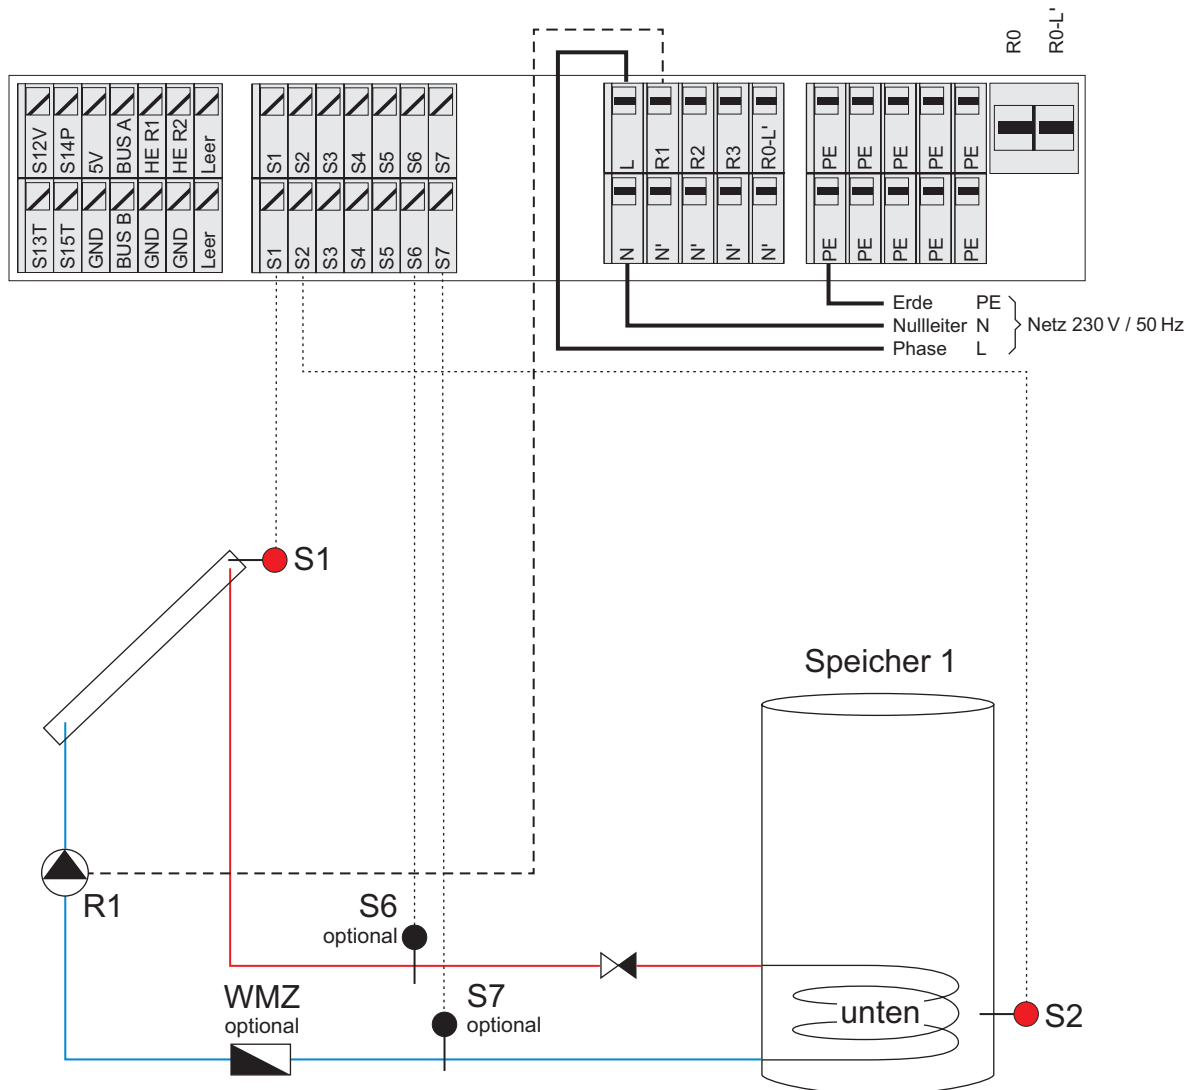 R0
R0-L'
S12V
S14P
5V
BUS A
HE R1
HE R2
Leer
S1
S2
S3
S4
S5
S6
S7
L
R1
R2
R3
R0-L'
PE
PE
PE
PE
PE
S13T
S15T
GND
BUS B
GND
GND
Leer
S1
S2
S3
S4
S5
S6
S7
N
N'
N'
N'
N'
PE
PE
PE
PE
PE
Erde PE
Nullleiter N
Phase L
Netz 230 V / 50 Hz
S1
Speicher 1
R1
S6
optional
WMZ
optional
S7
optional
unten
S2